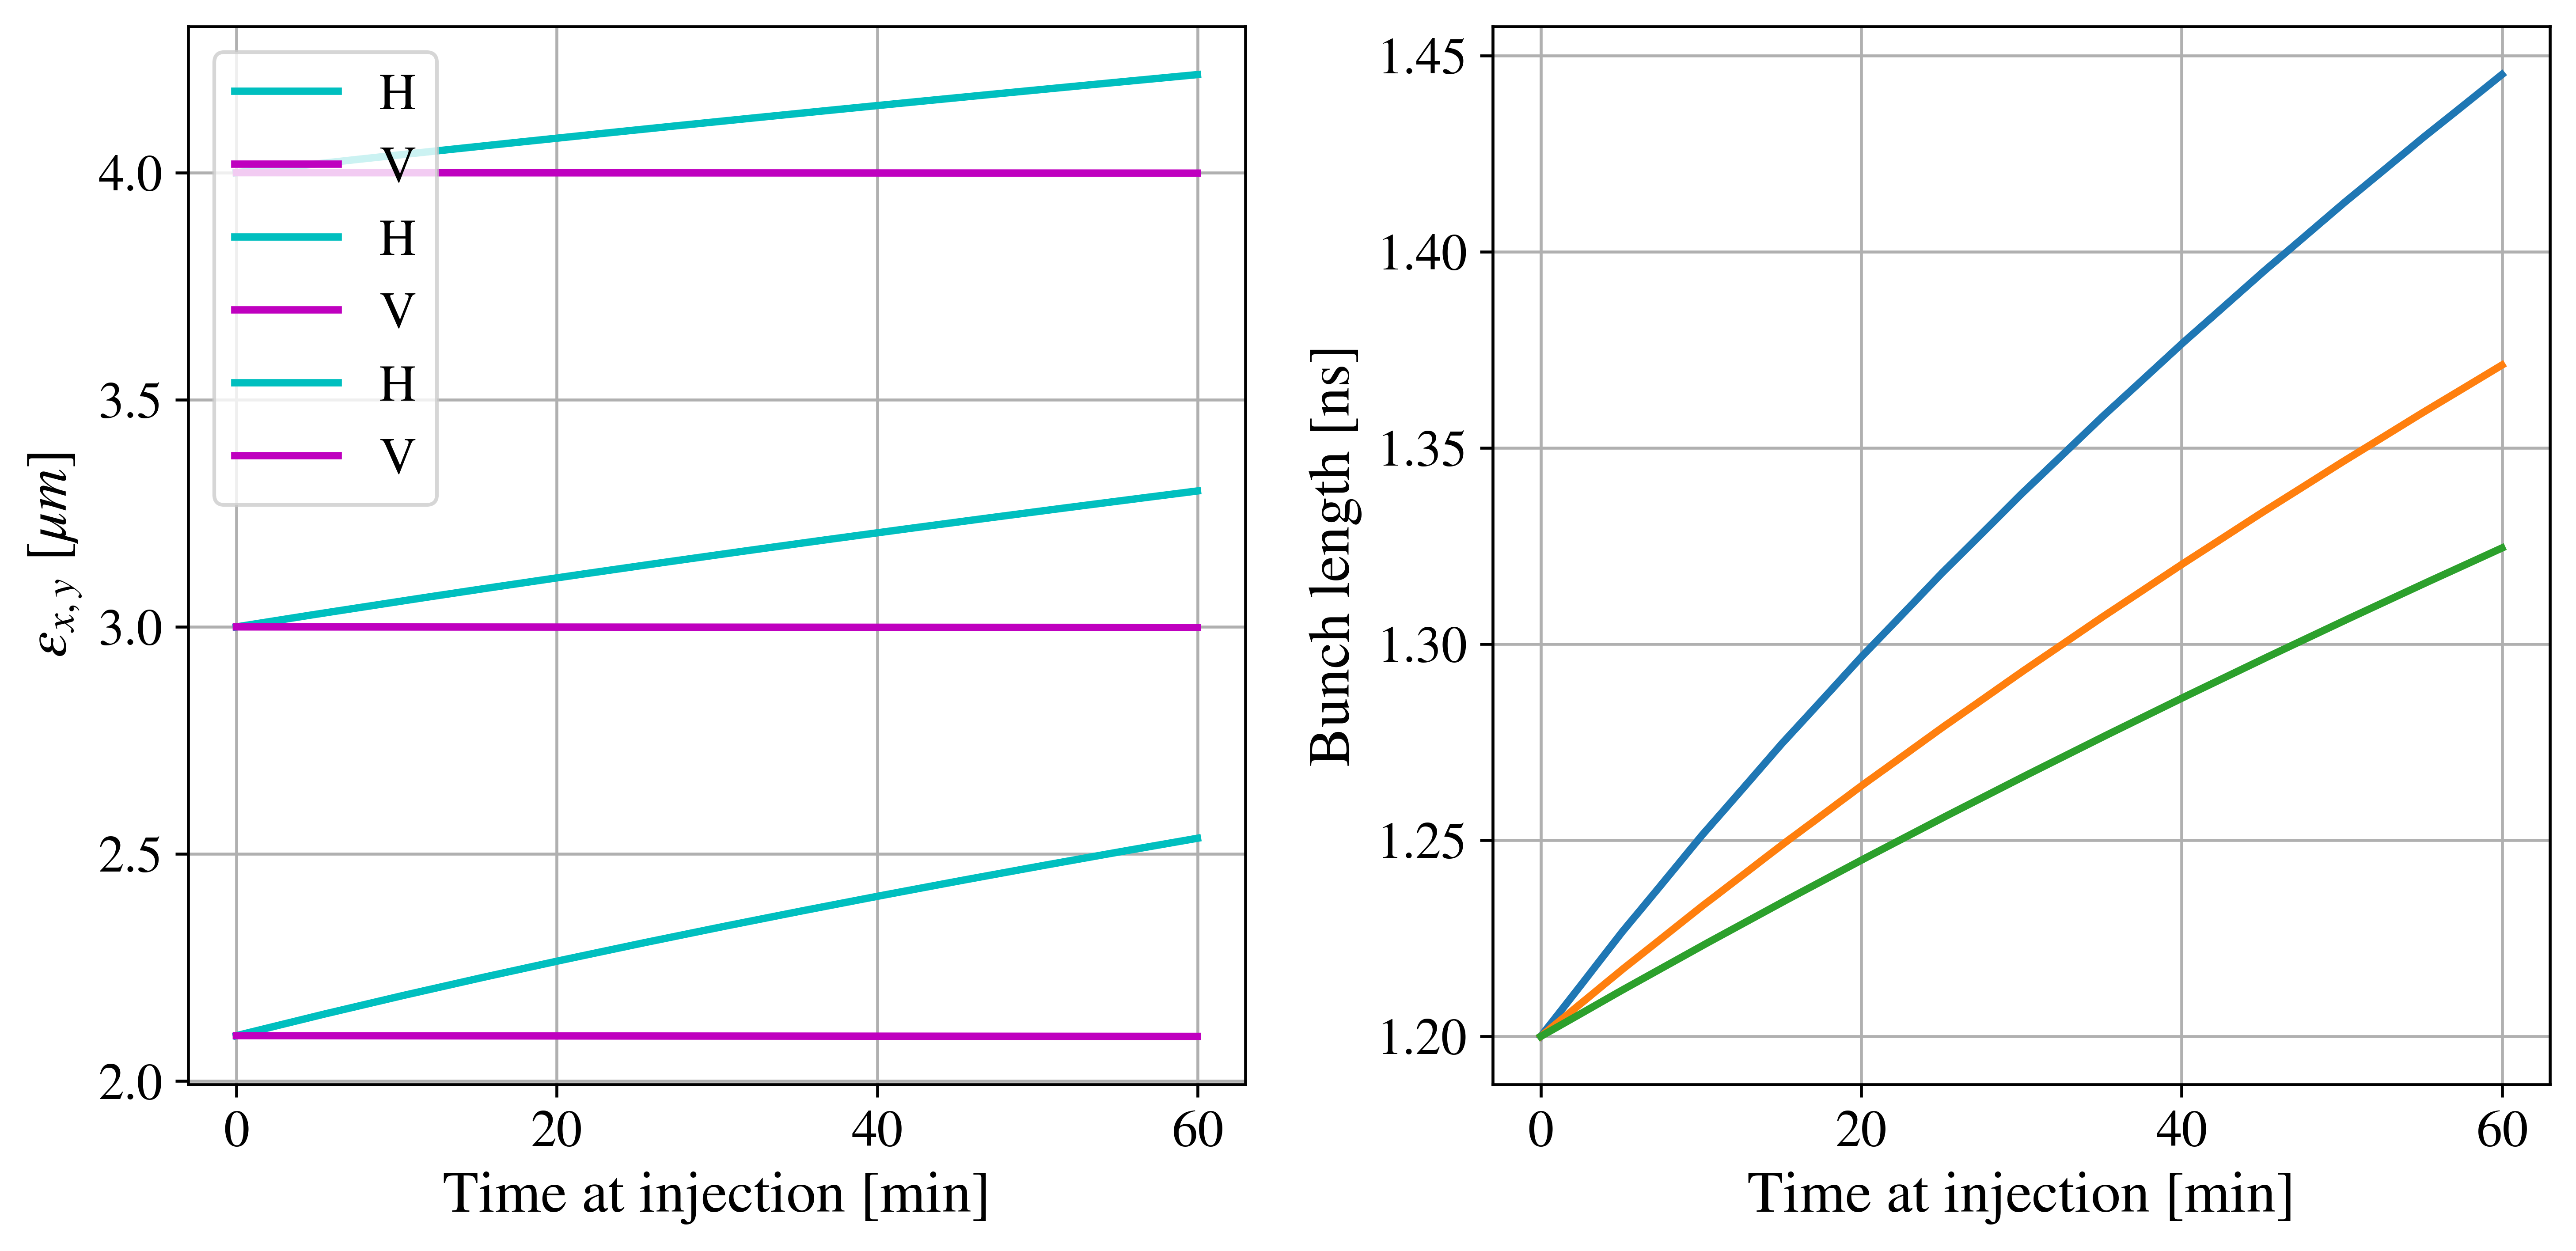 H
V
H
V
H
V
4.0
3.5
3.0
2.5
2.0
0 20 40 60
ε_{x,y} [μm]
Time at injection [min]
1.45
1.40
1.35
1.30
1.25
1.20
0 20 40 60
Bunch length [ns]
Time at injection [min]